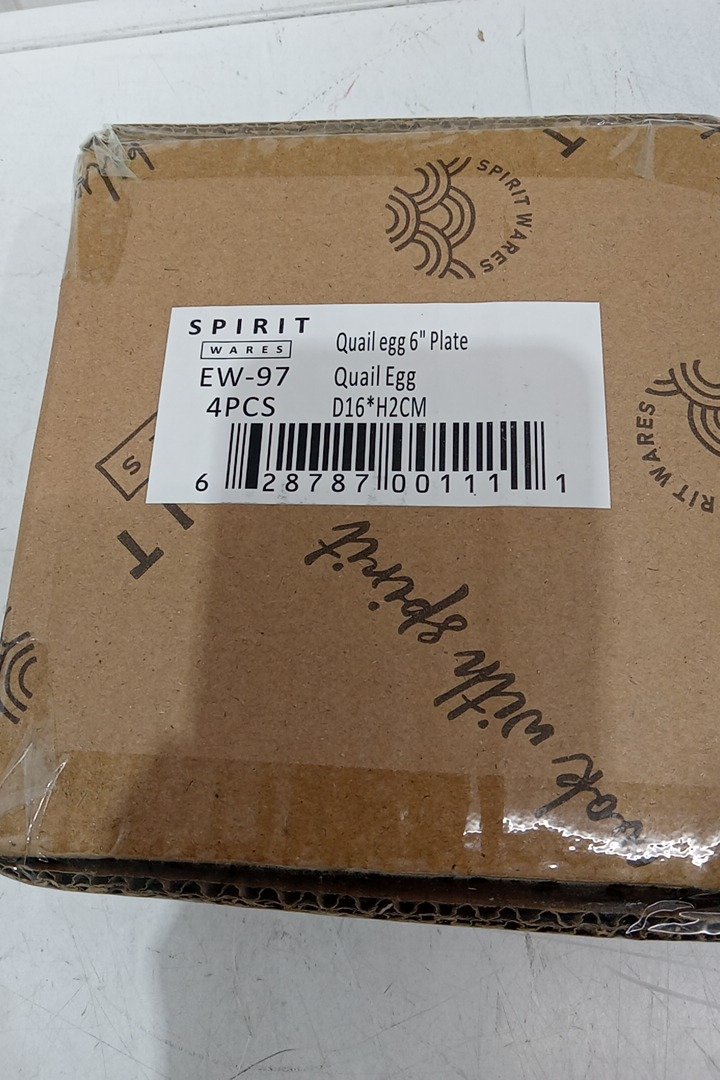 SPIRIT WARES
SPIRIT
WARES
Quail egg 6" Plate
EW-97
Quail Egg
4PCS
D16*H2CM
6 28787 00111 1
WARES
with spirit